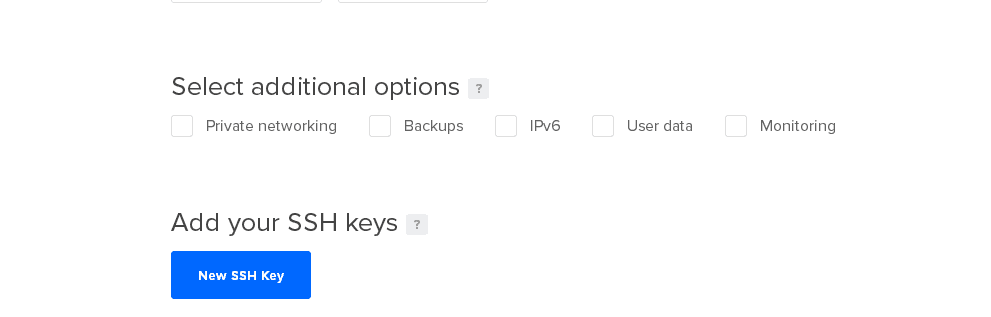 Select additional options ?
Private networking Backups IPv6 User data Monitoring
Add your SSH keys ?
New SSH Key